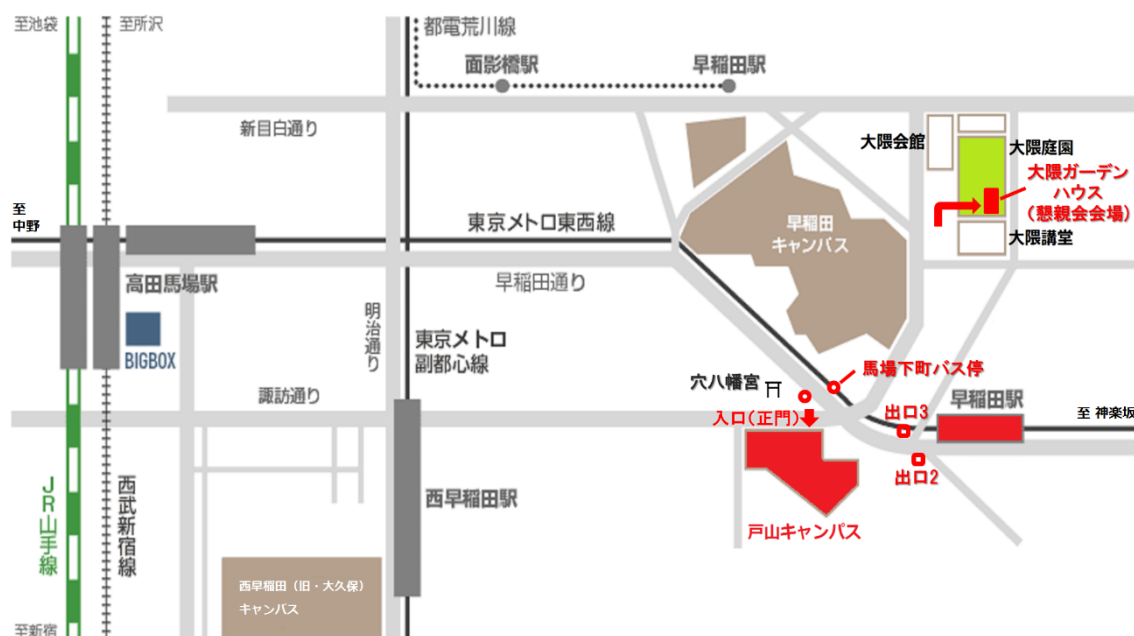 至池袋
至所沢
都電荒川線
面影橋駅
早稲田駅
新目白通り
大隈会館
大隈庭園
大隈ガーデン
ハウス
（懇親会会場）
至
中野
東京メトロ東西線
早稲田
キャンパス
大隈講堂
高田馬場駅
早稲田通り
BIGBOX
明治通り
東京メトロ
副都心線
馬場下町バス停
穴八幡宮
諏訪通り
入口（正門）
出口3
早稲田駅
至 神楽坂
出口2
JR山手線
西武新宿線
西早稲田駅
戸山キャンパス
西早稲田（旧・大久保）
キャンパス
至新宿